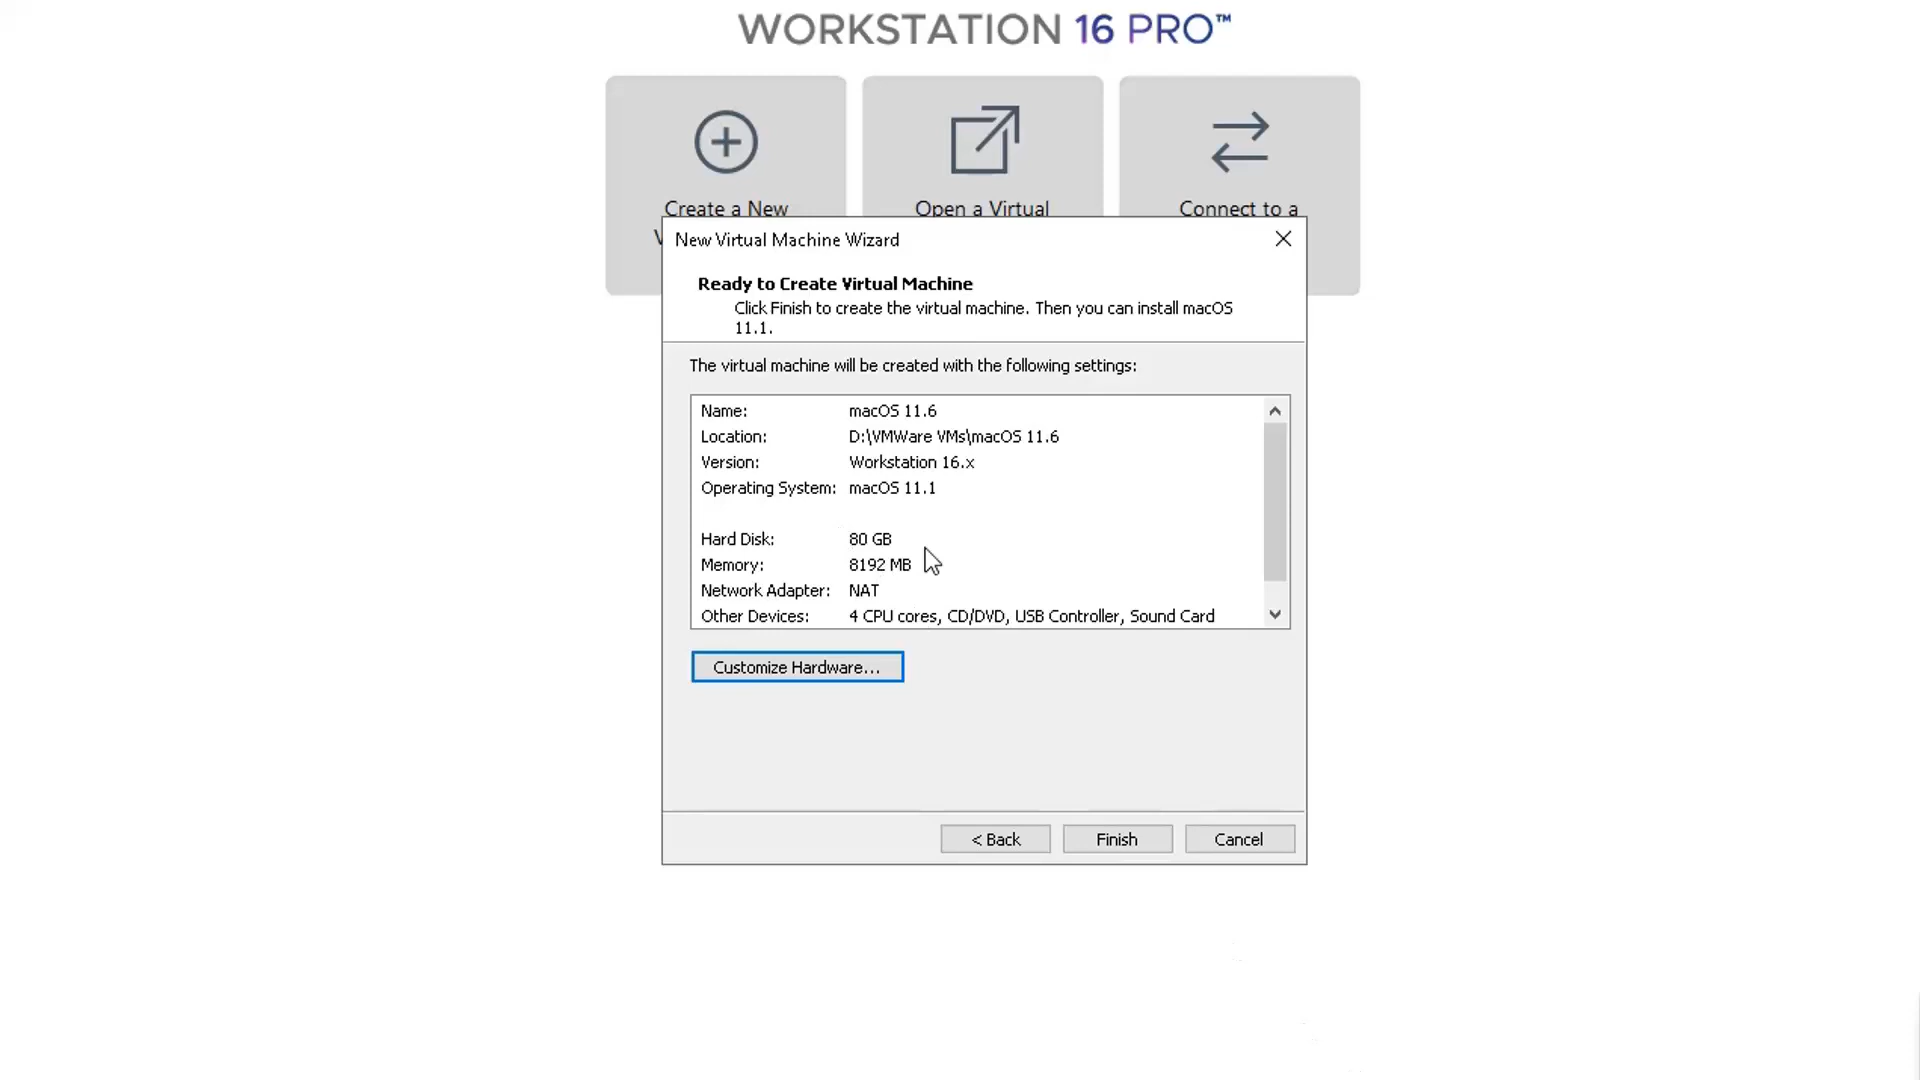 WORKSTATION 16 PRO™
Create a New
Open a Virtual
Connect to a
New Virtual Machine Wizard
Ready to Create Virtual Machine
Click Finish to create the virtual machine. Then you can install macOS
11.1.
The virtual machine will be created with the following settings:
Name: macOS 11.6
Location: D:\VMWare VMs\macOS 11.6
Version: Workstation 16.x
Operating System: macOS 11.1
Hard Disk: 80 GB
Memory: 8192 MB
Network Adapter: NAT
Other Devices: 4 CPU cores, CD/DVD, USB Controller, Sound Card
Customize Hardware...
< Back
Finish
Cancel